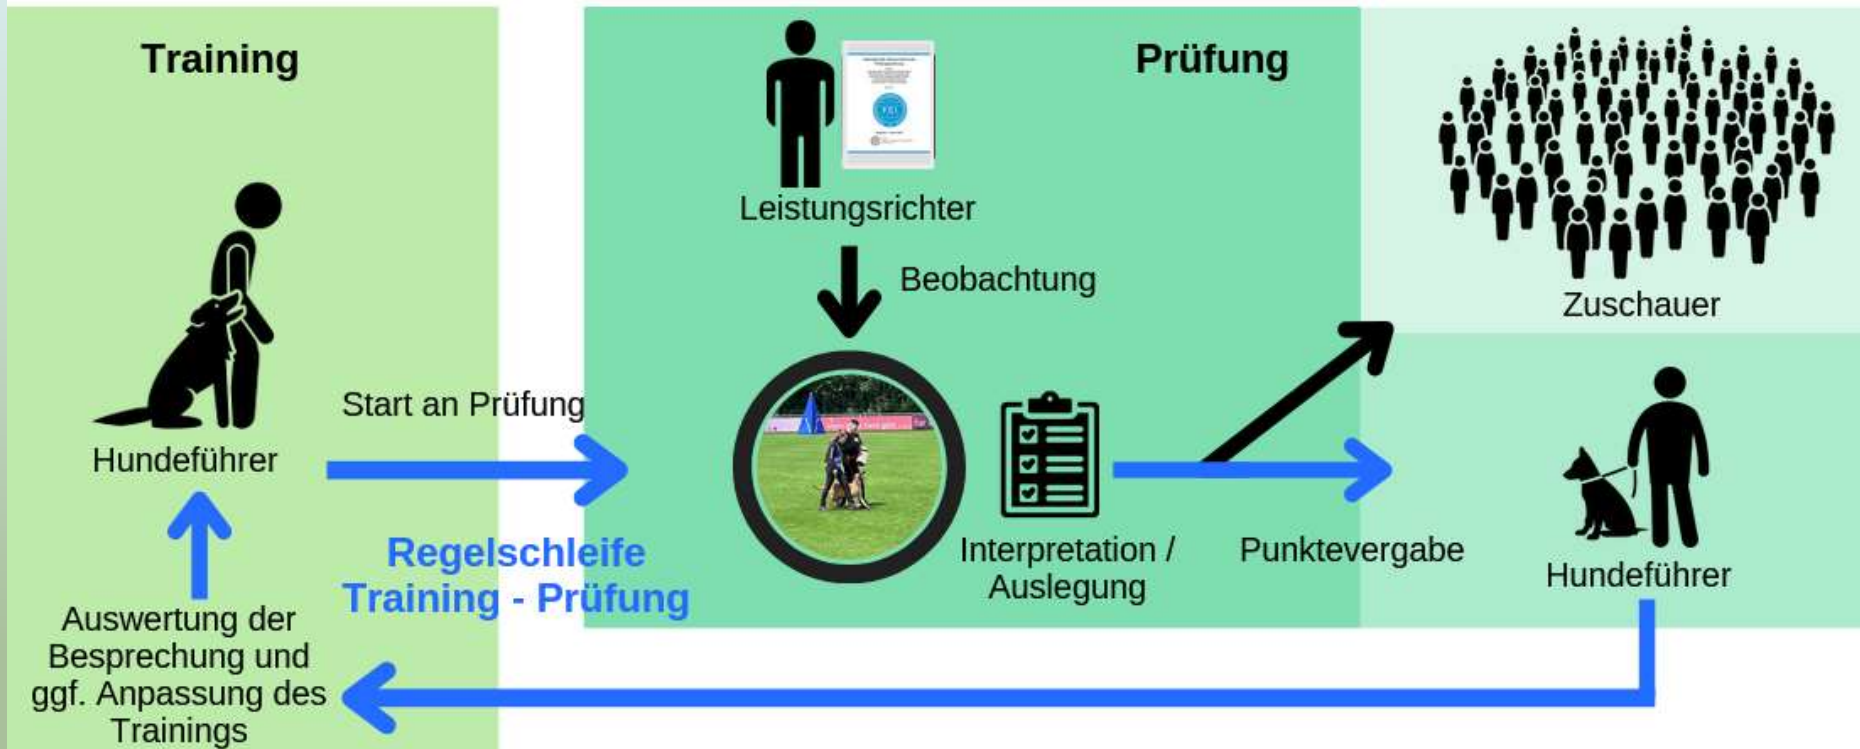 Training
Prüfung
Leistungsrichter
Beobachtung
Zuschauer
Start an Prüfung
Hundeführer
Regelschleife
Training - Prüfung
Interpretation /
Auslegung
Punktevergabe
Hundeführer
Auswertung der
Besprechung und
ggf. Anpassung des
Trainings